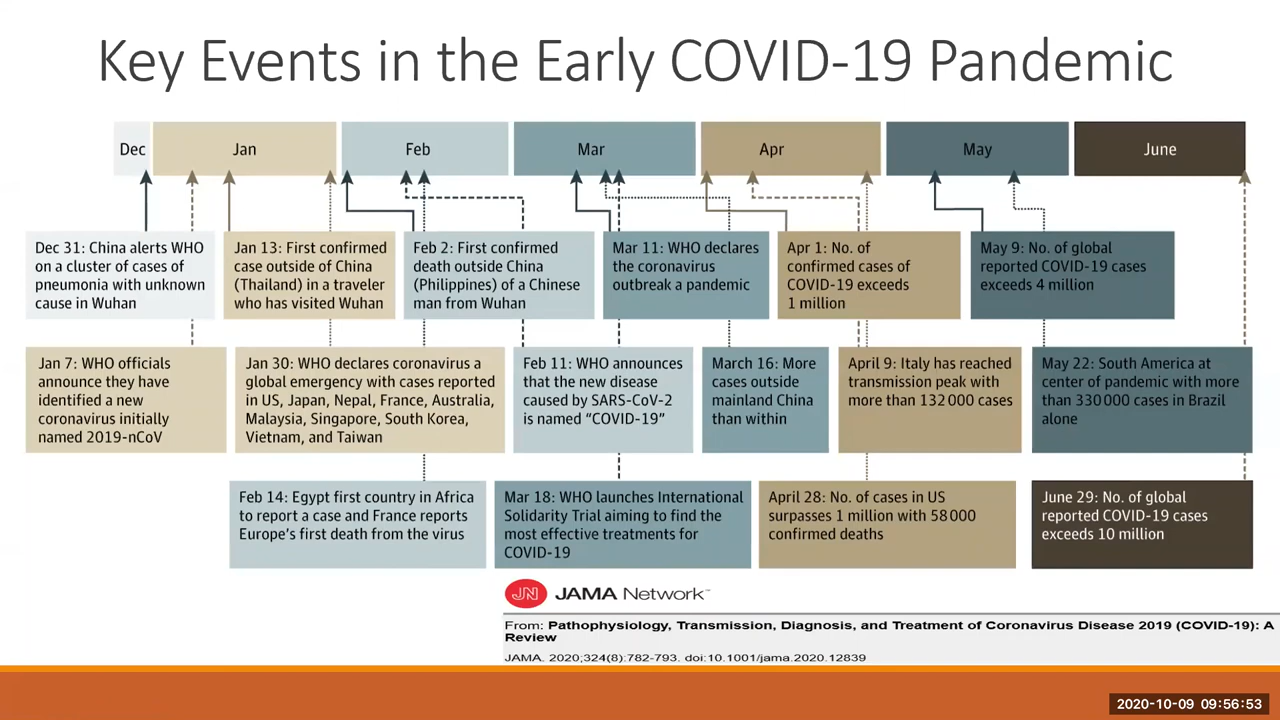 Key Events in the Early COVID-19 Pandemic
Dec
Jan
Feb
Mar
Apr
May
June
Dec 31: China alerts WHO
on a cluster of cases of
pneumonia with unknown
cause in Wuhan
Jan 13: First confirmed
case outside of China
(Thailand) in a traveler
who has visited Wuhan
Feb 2: First confirmed
death outside China
(Philippines) of a Chinese
man from Wuhan
Mar 11: WHO declares
the coronavirus
outbreak a pandemic
Apr 1: No. of
confirmed cases of
COVID-19 exceeds
1 million
May 9: No. of global
reported COVID-19 cases
exceeds 4 million
Jan 7: WHO officials
announce they have
identified a new
coronavirus initially
named 2019-nCoV
Jan 30: WHO declares coronavirus a
global emergency with cases reported
in US, Japan, Nepal, France, Australia,
Malaysia, Singapore, South Korea,
Vietnam, and Taiwan
Feb 11: WHO announces
that the new disease
caused by SARS-CoV-2
is named “COVID-19”
March 16: More
cases outside
mainland China
than within
April 9: Italy has reached
transmission peak with
more than 132 000 cases
May 22: South America at
center of pandemic with more
than 330 000 cases in Brazil
alone
Feb 14: Egypt first country in Africa
to report a case and France reports
Europe’s first death from the virus
Mar 18: WHO launches International
Solidarity Trial aiming to find the
most effective treatments for
COVID-19
April 28: No. of cases in US
surpasses 1 million with 58 000
confirmed deaths
June 29: No. of global
reported COVID-19 cases
exceeds 10 million
JN JAMA Network™
From: Pathophysiology, Transmission, Diagnosis, and Treatment of Coronavirus Disease 2019 (COVID-19): A
Review
JAMA. 2020;324(8):782-793. doi:10.1001/jama.2020.12839
2020-10-09 09:56:53